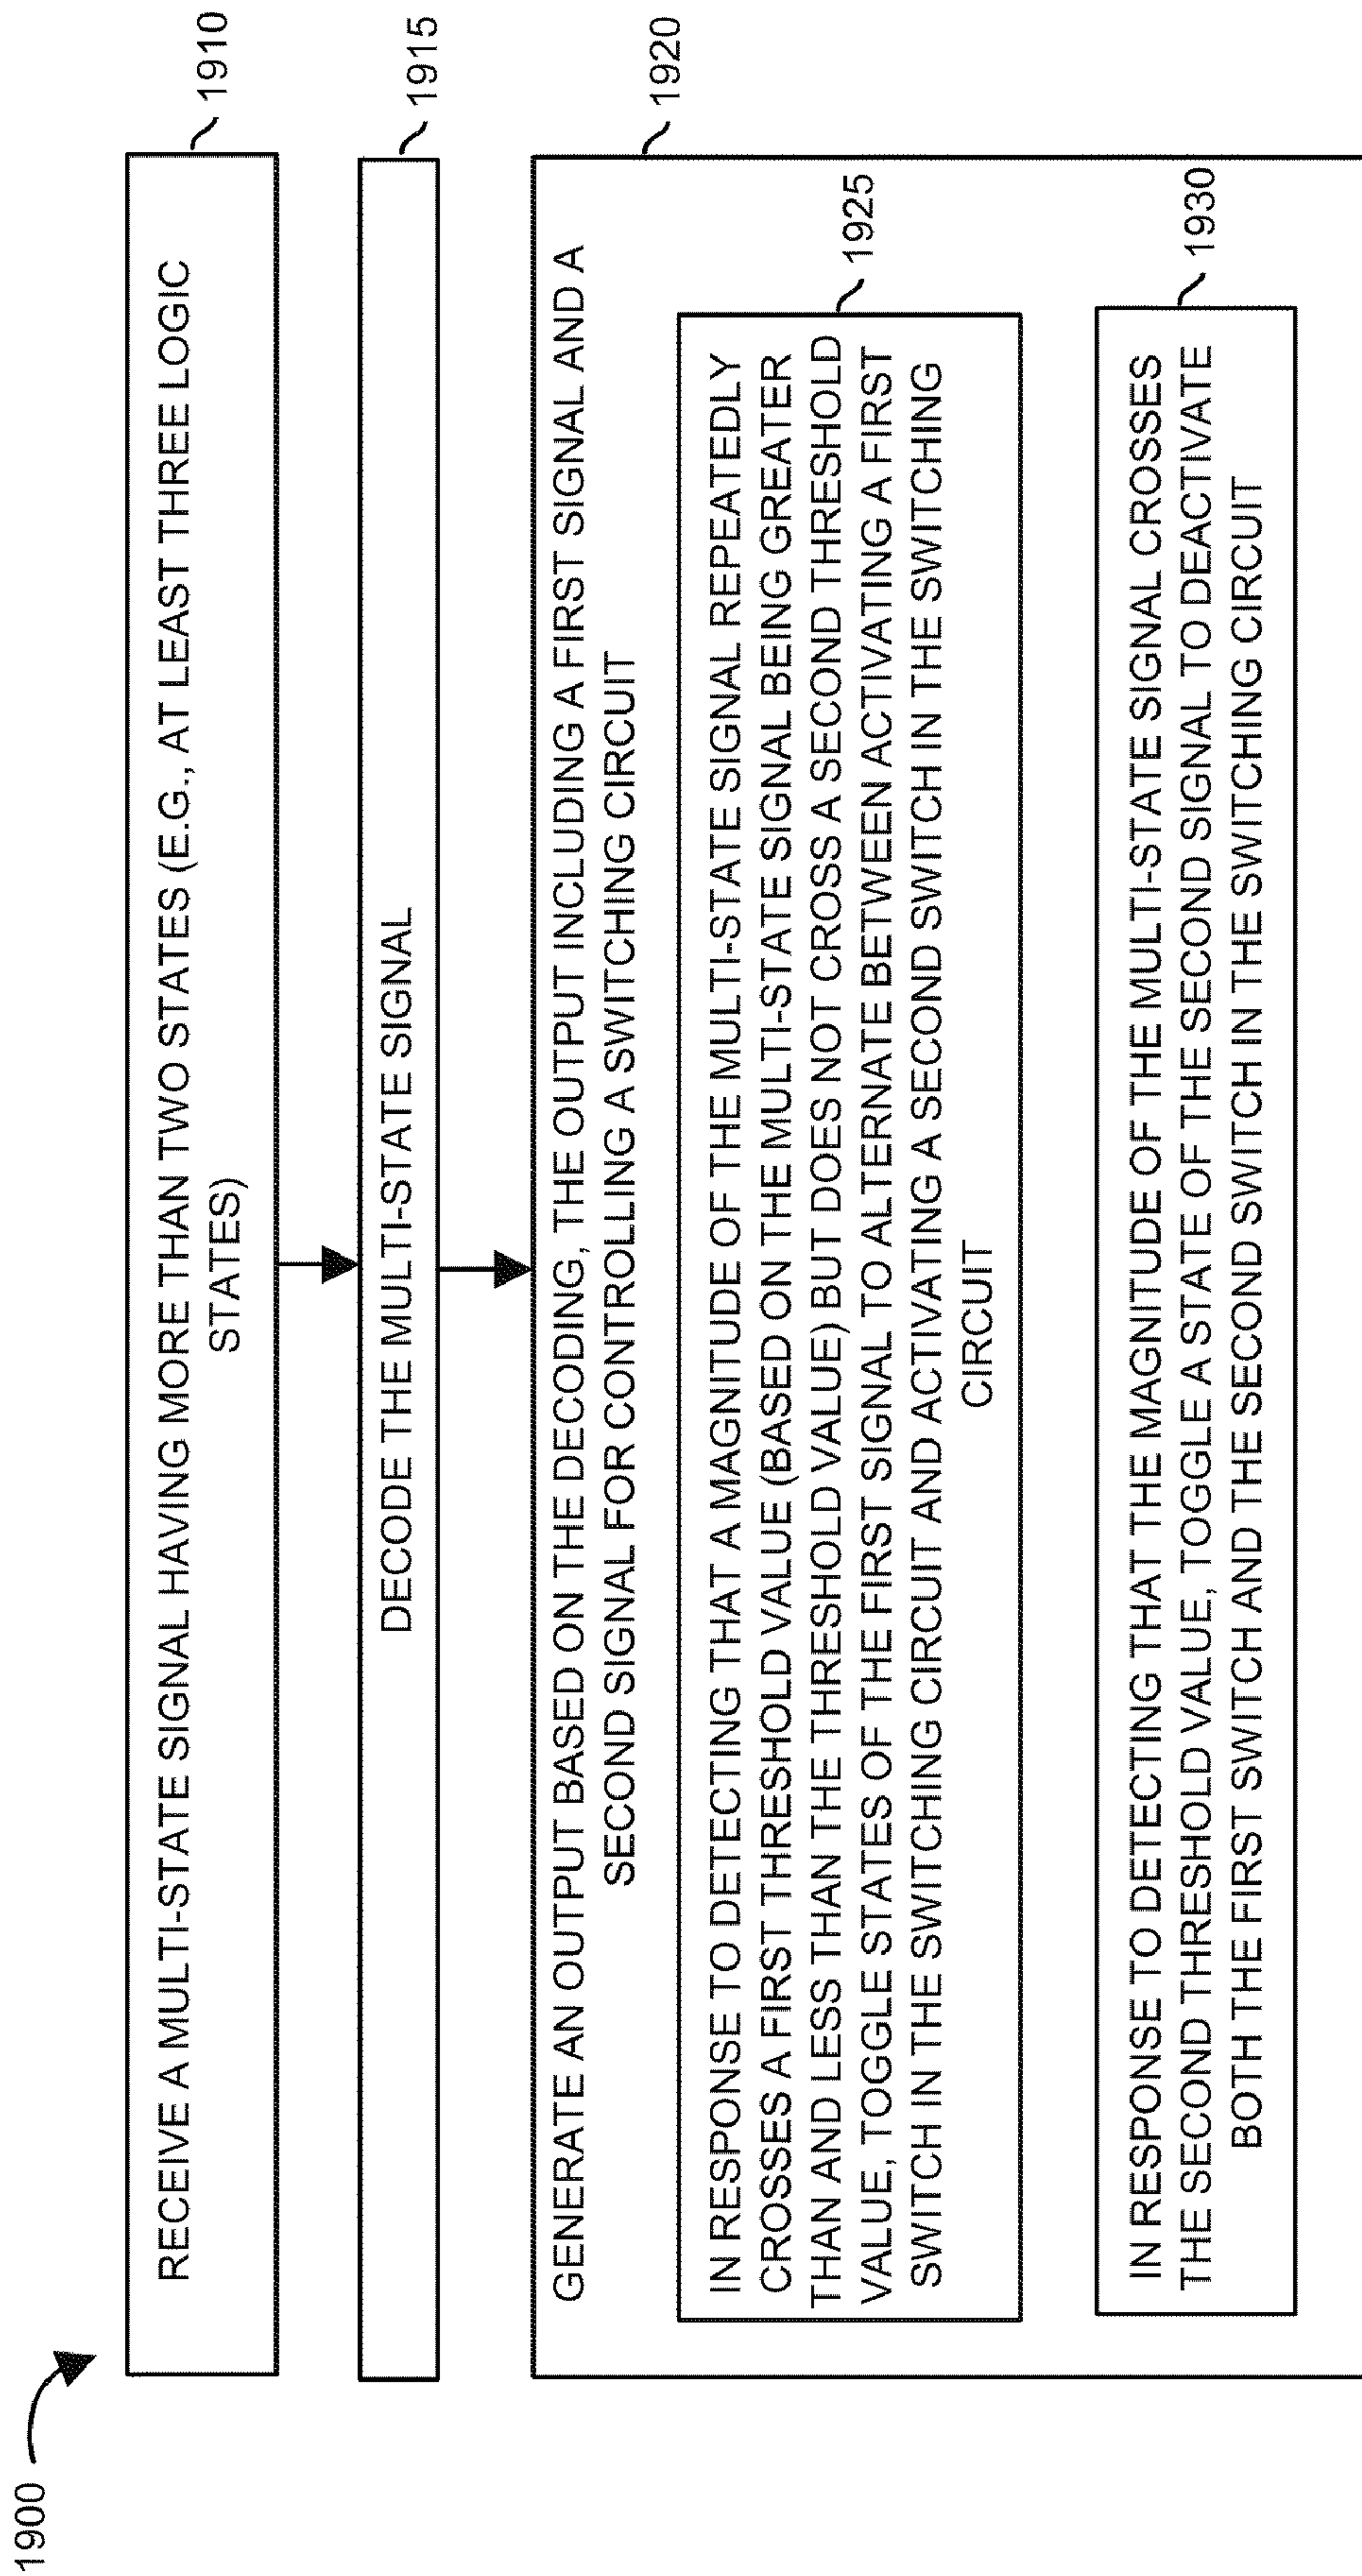 1900
RECEIVE A MULTI-STATE SIGNAL HAVING MORE THAN TWO STATES (E.G., AT LEAST THREE LOGIC
STATES)
1910
DECODE THE MULTI-STATE SIGNAL
1915
GENERATE AN OUTPUT BASED ON THE DECODING, THE OUTPUT INCLUDING A FIRST SIGNAL AND A
SECOND SIGNAL FOR CONTROLLING A SWITCHING CIRCUIT
1920
IN RESPONSE TO DETECTING THAT A MAGNITUDE OF THE MULTI-STATE SIGNAL REPEATEDLY
CROSSES A FIRST THRESHOLD VALUE (BASED ON THE MULTI-STATE SIGNAL BEING GREATER
THAN AND LESS THAN THE THRESHOLD VALUE) BUT DOES NOT CROSS A SECOND THRESHOLD
VALUE, TOGGLE STATES OF THE FIRST SIGNAL TO ALTERNATE BETWEEN ACTIVATING A FIRST
SWITCH IN THE SWITCHING CIRCUIT AND ACTIVATING A SECOND SWITCH IN THE SWITCHING
CIRCUIT
1925
IN RESPONSE TO DETECTING THAT THE MAGNITUDE OF THE MULTI-STATE SIGNAL CROSSES
THE SECOND THRESHOLD VALUE, TOGGLE A STATE OF THE SECOND SIGNAL TO DEACTIVATE
BOTH THE FIRST SWITCH AND THE SECOND SWITCH IN THE SWITCHING CIRCUIT
1930